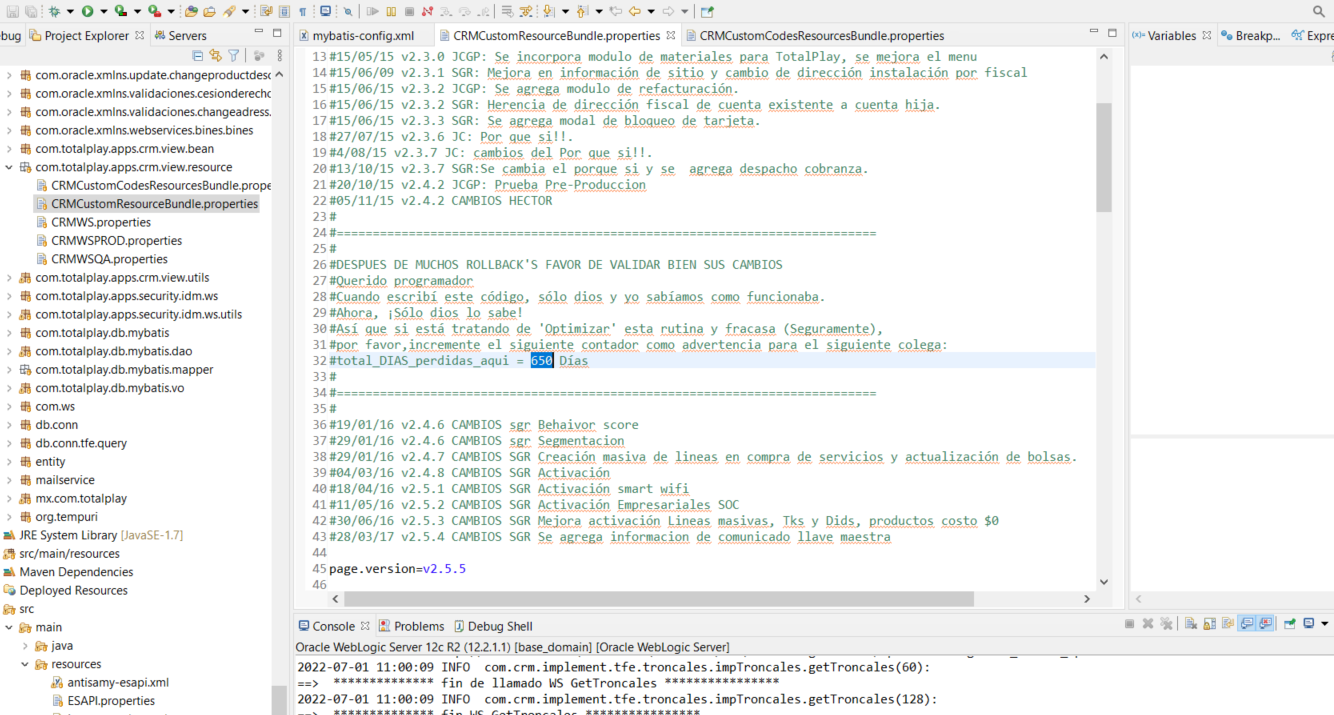 ebug
Project Explorer
Servers
com.oracle.xmlns.update.changeproductdesc
com.oracle.xmlns.validaciones.cesionderecho
com.oracle.xmlns.validaciones.changeadress.
com.oracle.xmlns.webservices.bines.bines
com.totalplay.apps.crm.view.bean
com.totalplay.apps.crm.view.resource
CRMCustomCodesResourcesBundle.prope
CRMCustomResourceBundle.properties
CRMWS.properties
CRMWSPROD.properties
CRMWSQA.properties
com.totalplay.apps.crm.view.utils
com.totalplay.apps.security.idm.ws
com.totalplay.apps.security.idm.ws.utils
com.totalplay.db.mybatis
com.totalplay.db.mybatis.dao
com.totalplay.db.mybatis.mapper
com.totalplay.db.mybatis.vo
com.ws
db.conn
db.conn.tfe.query
entity
mailservice
mx.com.totalplay
org.tempuri
JRE System Library [JavaSE-1.7]
src/main/resources
Maven Dependencies
Deployed Resources
src
main
java
resources
antisamy-esapi.xml
ESAPI.properties
mybatis-config.xml
CRMCustomResourceBundle.properties
CRMCustomCodesResourcesBundle.properties
13 #15/05/15 v2.3.0 JCGP: Se incorpora modulo de materiales para TotalPlay, se mejora el menu
14 #15/06/09 v2.3.1 SGR: Mejora en información de sitio y cambio de dirección instalación por fiscal
15 #15/06/15 v2.3.2 JCGP: Se agrega modulo de refacturación.
16 #15/06/15 v2.3.2 SGR: Herencia de dirección fiscal de cuenta existente a cuenta hija.
17 #15/06/15 v2.3.3 SGR: Se agrega modal de bloqueo de tarjeta.
18 #27/07/15 v2.3.6 JC: Por que si!!.
19 #4/08/15 v2.3.7 JC: cambios del Por que si!!.
20 #13/10/15 v2.3.7 SGR:Se cambia el porque si y se  agrega despacho cobranza.
21 #20/10/15 v2.4.2 JCGP: Prueba Pre-Produccion
22 #05/11/15 v2.4.2 CAMBIOS HECTOR
23 #
24 #===========================================================================
25 #
26 #DESPUES DE MUCHOS ROLLBACK'S FAVOR DE VALIDAR BIEN SUS CAMBIOS
27 #Querido programador
28 #Cuando escribí este código, sólo dios y yo sabíamos como funcionaba.
29 #Ahora, ¡Sólo dios lo sabe!
30 #Así que si está tratando de 'Optimizar' esta rutina y fracasa (Seguramente),
31 #por favor,incremente el siguiente contador como advertencia para el siguiente colega:
32 #total_DIAS_perdidas_aqui = 650 Días
33 #
34 #===========================================================================
35 #
36 #19/01/16 v2.4.6 CAMBIOS sgr Behaivor score
37 #29/01/16 v2.4.6 CAMBIOS sgr Segmentacion
38 #29/01/16 v2.4.7 CAMBIOS SGR Creación masiva de lineas en compra de servicios y actualización de bolsas.
39 #04/03/16 v2.4.8 CAMBIOS SGR Activación
40 #18/04/16 v2.5.1 CAMBIOS SGR Activación smart wifi
41 #11/05/16 v2.5.2 CAMBIOS SGR Activación Empresariales SOC
42 #30/06/16 v2.5.3 CAMBIOS SGR Mejora activación Lineas masivas, Tks y Dids, productos costo $0
43 #28/03/17 v2.5.4 CAMBIOS SGR Se agrega informacion de comunicado llave maestra
44
45 page.version=v2.5.5
46
Variables
Breakp...
Expre
Console
Problems
Debug Shell
Oracle WebLogic Server 12c R2 (12.2.1.1) [base_domain] [Oracle WebLogic Server]
2022-07-01 11:00:09 INFO  com.crm.implement.tfe.troncales.impTroncales.getTroncales(60):
==>  ************** fin de llamado WS GetTroncales ****************
2022-07-01 11:00:09 INFO  com.crm.implement.tfe.troncales.impTroncales.getTroncales(128):
==>  ************** fin WS GetTroncales ****************